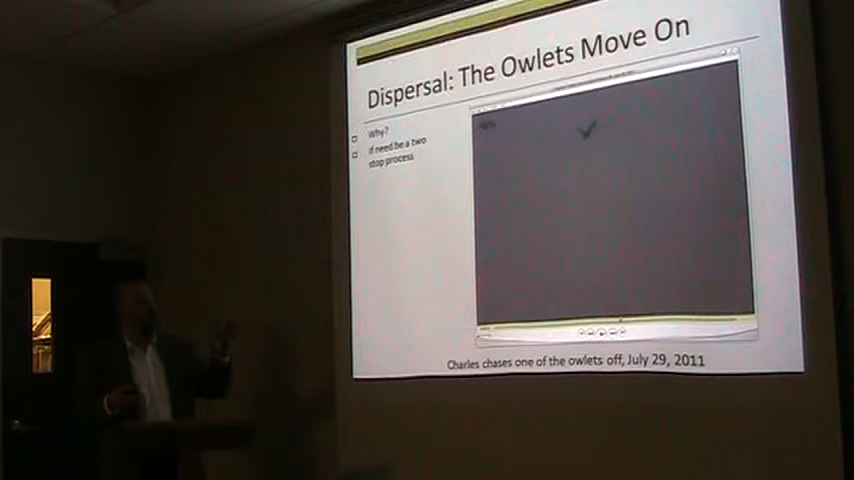 Dispersal: The Owlets Move On
Why?
If need be a two
stop process
Charles chases one of the owlets off, July 29, 2011